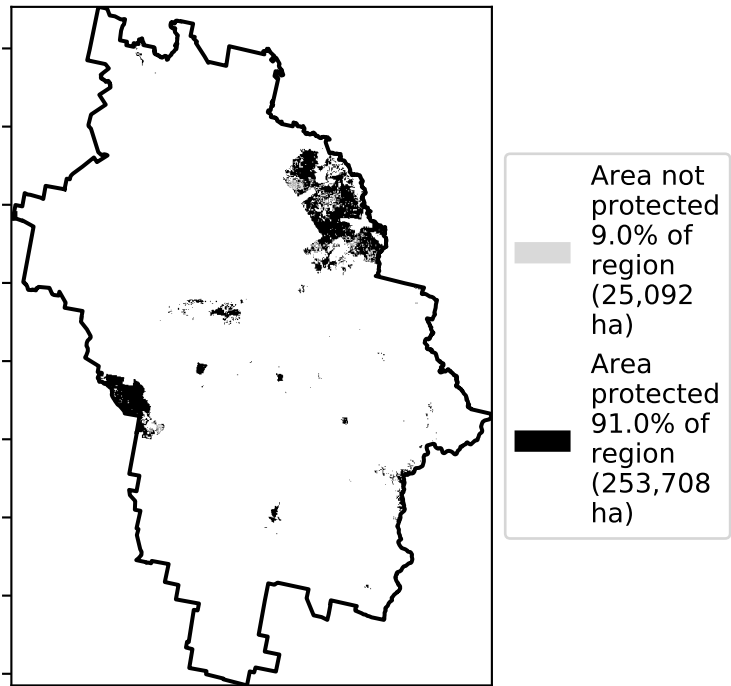 Area not
protected
9.0% of
region
(25,092
ha)
Area
protected
91.0% of
region
(253,708
ha)